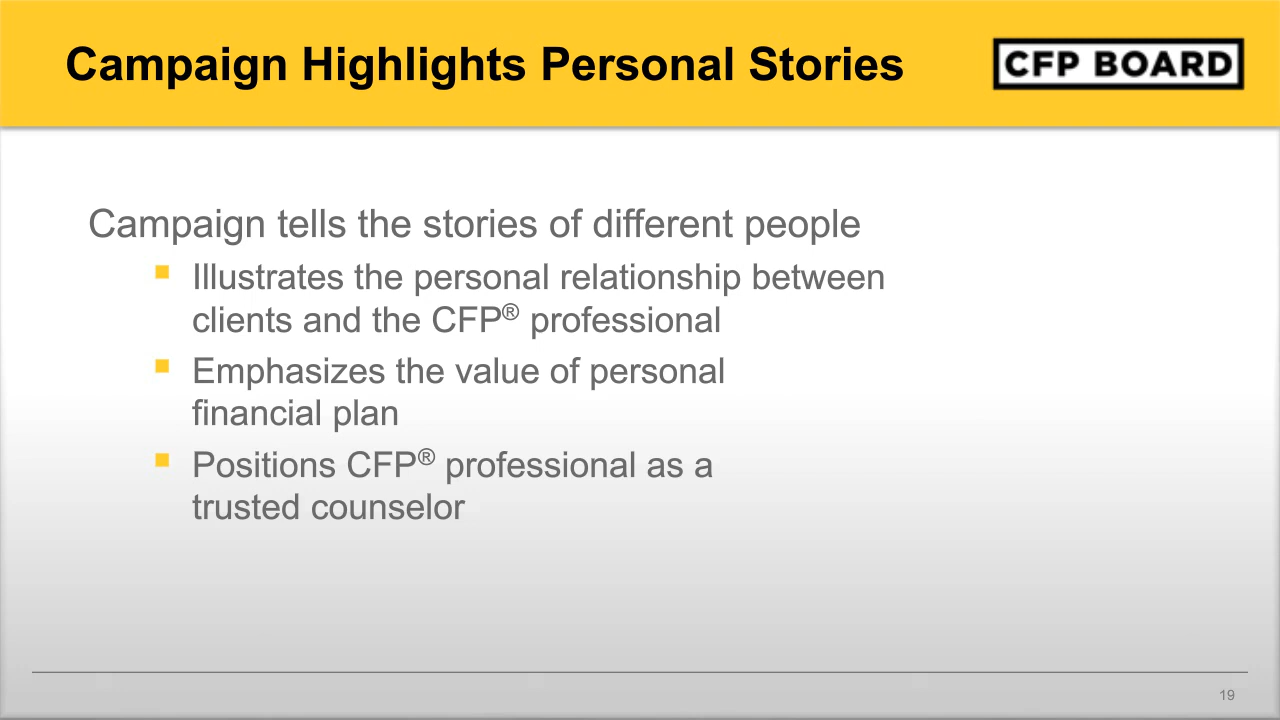 Campaign Highlights Personal Stories
CFP BOARD
Campaign tells the stories of different people
Illustrates the personal relationship between
clients and the CFP® professional
Emphasizes the value of personal
financial plan
Positions CFP® professional as a
trusted counselor
19